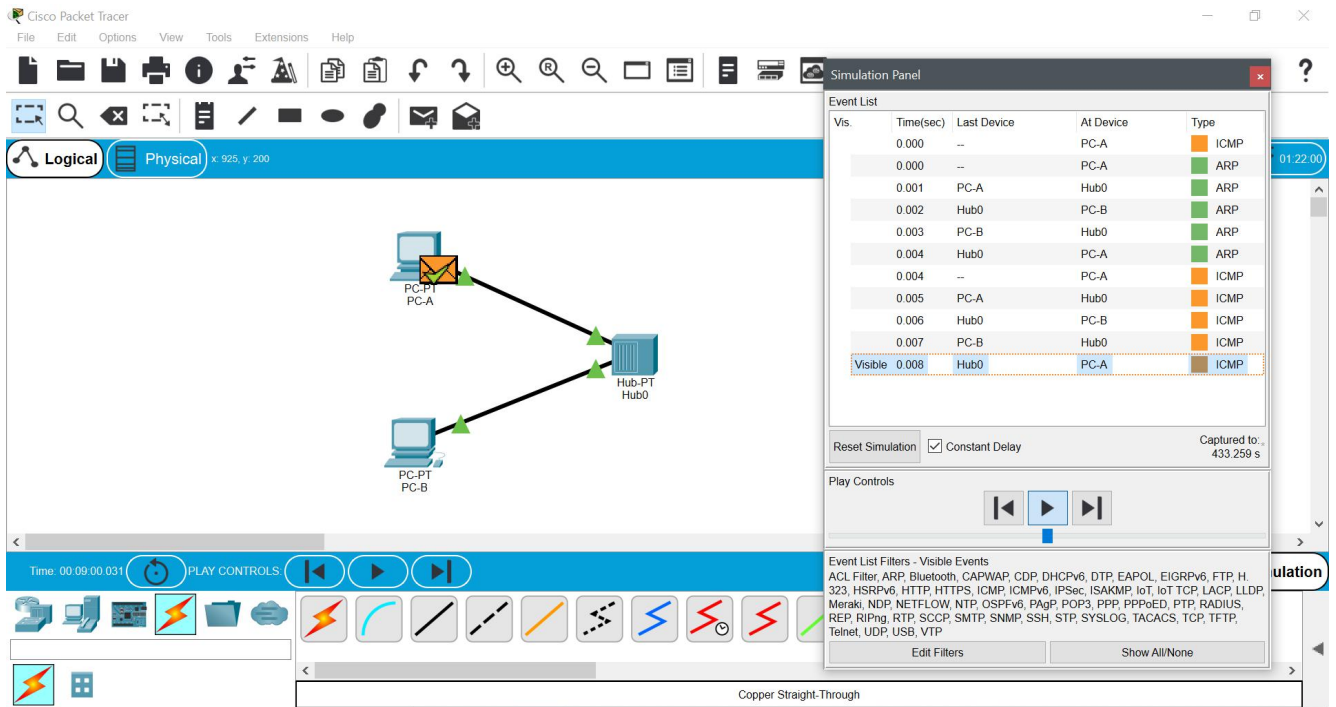 Cisco Packet Tracer
File Edit Options View Tools Extensions Help
Logical
Physical
x: 925, y: 200
01:22:00
PC-PT
PC-A
Hub-PT
Hub0
PC-PT
PC-B
Simulation Panel
Event List
Vis. Time(sec) Last Device At Device Type
0.000 -- PC-A ICMP
0.000 -- PC-A ARP
0.001 PC-A Hub0 ARP
0.002 Hub0 PC-B ARP
0.003 PC-B Hub0 ARP
0.004 Hub0 PC-A ARP
0.004 -- PC-A ICMP
0.005 PC-A Hub0 ICMP
0.006 Hub0 PC-B ICMP
0.007 PC-B Hub0 ICMP
Visible 0.008 Hub0 PC-A ICMP
Reset Simulation Constant Delay
Captured to:
433.259 s
Play Controls
Event List Filters - Visible Events
ACL Filter, ARP, Bluetooth, CAPWAP, CDP, DHCPv6, DTP, EAPOL, EIGRPv6, FTP, H.
323, HSRPv6, HTTP, HTTPS, ICMP, ICMPv6, IPSec, ISAKMP, IoT, IoT TCP, LACP, LLDP,
Meraki, NDP, NETFLOW, NTP, OSPFv6, PAgP, POP3, PPP, PPPoED, PTP, RADIUS,
REP, RIPng, RTP, SCCP, SMTP, SNMP, SSH, STP, SYSLOG, TACACS, TCP, TFTP,
Telnet, UDP, USB, VTP
Edit Filters Show All/None
Time: 00:09:00.031
PLAY CONTROLS:
ulation
Copper Straight-Through